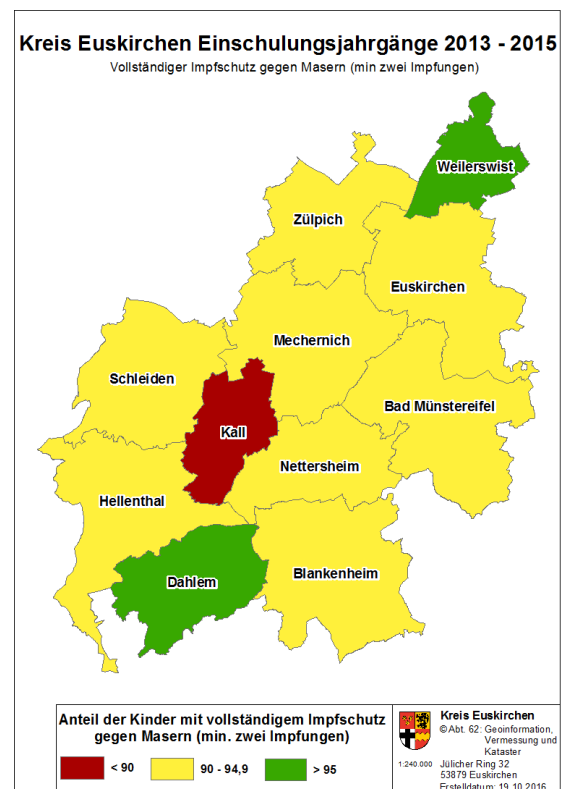 Kreis Euskirchen Einschulungsjahrgänge 2013 - 2015
Vollständiger Impfschutz gegen Masern (min zwei Impfungen)
Weilerswist
Zülpich
Euskirchen
Mechernich
Schleiden
Bad Münstereifel
Kall
Nettersheim
Hellenthal
Blankenheim
Dahlem
Anteil der Kinder mit vollständigem Impfschutz
gegen Masern (min. zwei Impfungen)
< 90
90 - 94,9
> 95
Kreis Euskirchen
© Abt. 62: Geoinformation,
Vermessung und
Kataster
1:240.000
Jülicher Ring 32
53879 Euskirchen
Erstelldatum: 19.10.2016